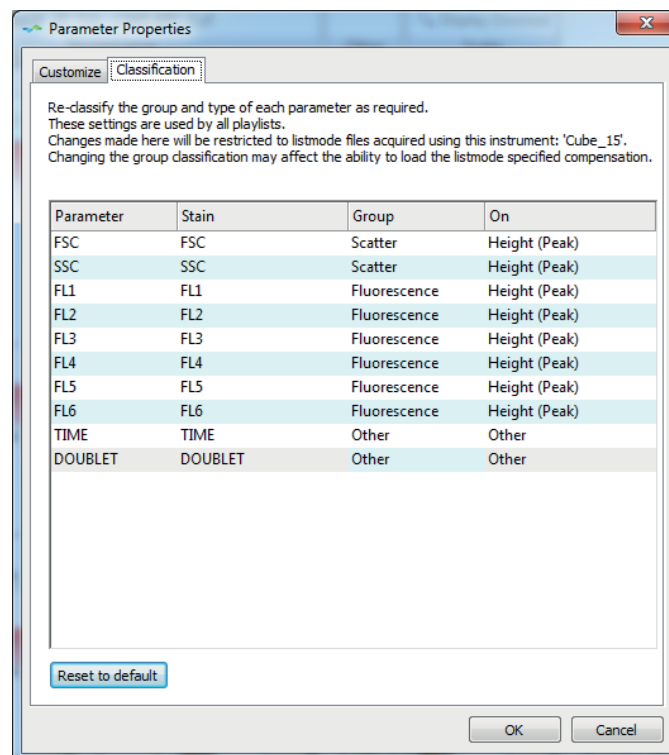 Parameter Properties
Customize Classification
Re-classify the group and type of each parameter as required.
These settings are used by all playlists.
Changes made here will be restricted to listmode files acquired using this instrument: 'Cube_15'.
Changing the group classification may affect the ability to load the listmode specified compensation.
Parameter Stain Group On
FSC FSC Scatter Height (Peak)
SSC SSC Scatter Height (Peak)
FL1 FL1 Fluorescence Height (Peak)
FL2 FL2 Fluorescence Height (Peak)
FL3 FL3 Fluorescence Height (Peak)
FL4 FL4 Fluorescence Height (Peak)
FL5 FL5 Fluorescence Height (Peak)
FL6 FL6 Fluorescence Height (Peak)
TIME TIME Other Other
DOUBLET DOUBLET Other Other
Reset to default
OK Cancel